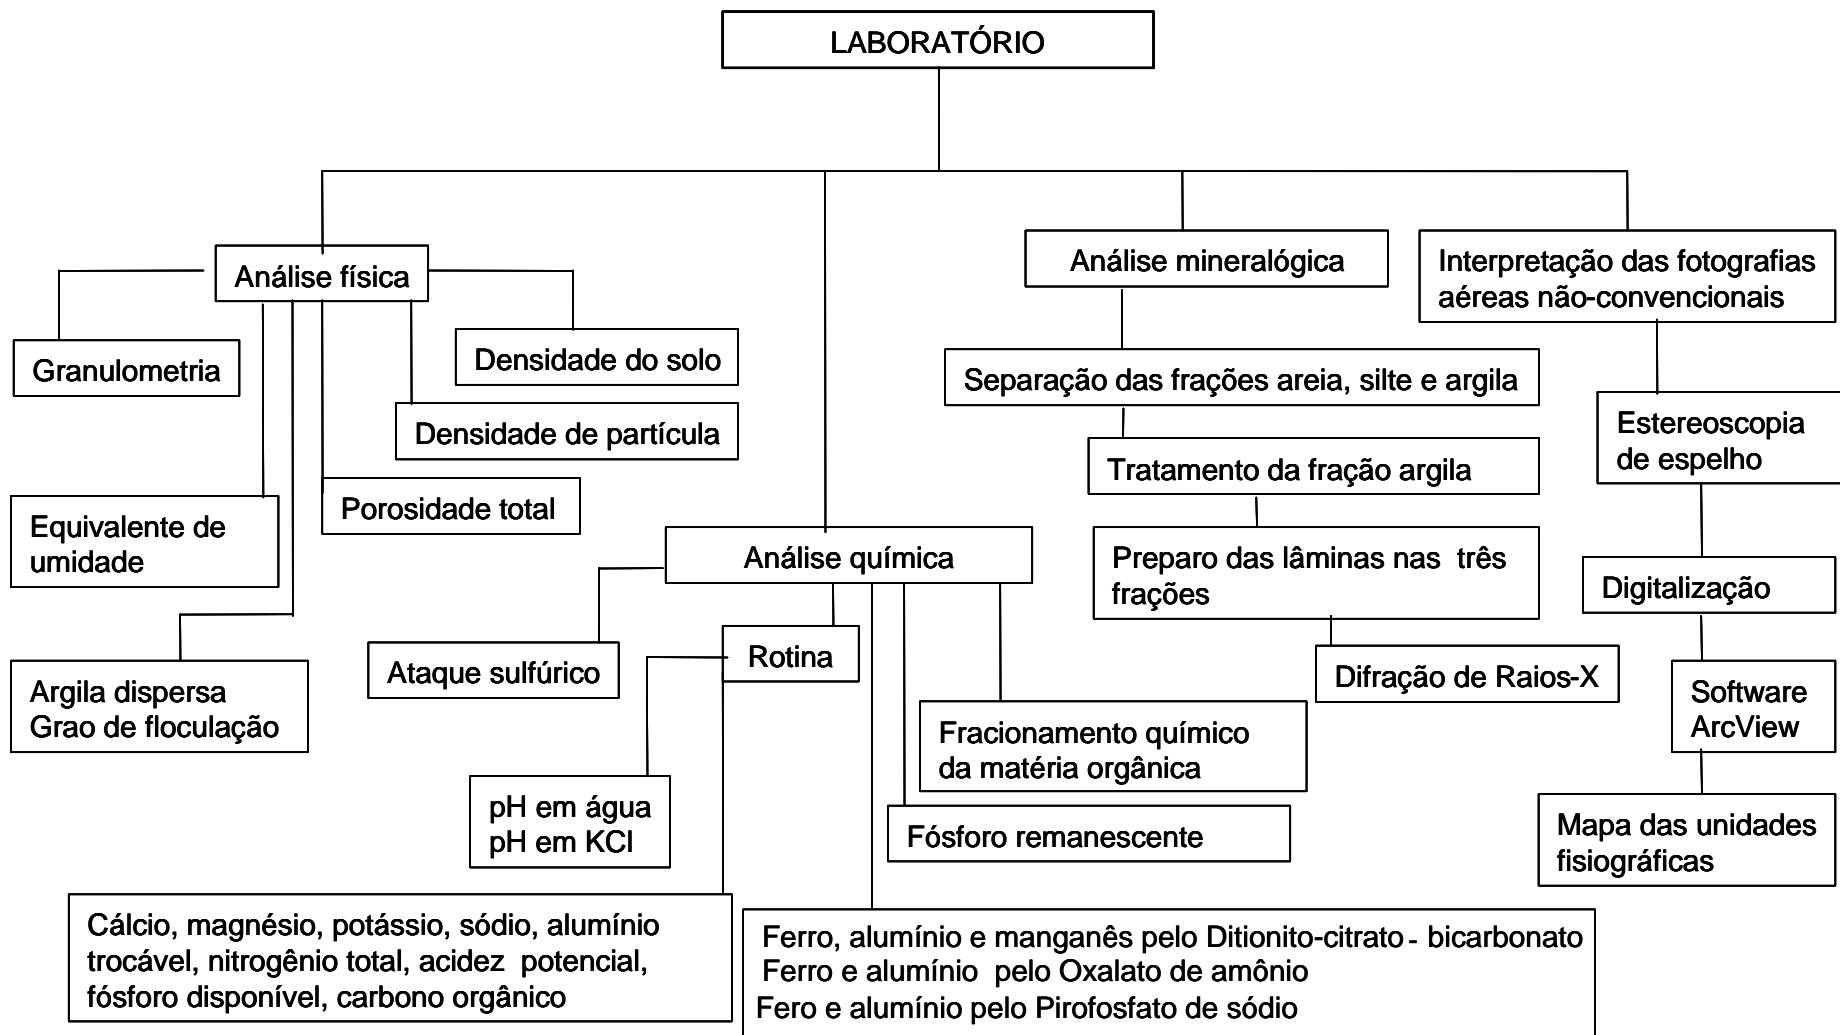 LABORATÓRIO
Análise física
Análise mineralógica
Interpretação das fotografias
aéreas não-convencionais
Granulometria
Densidade do solo
Separação das frações areia, silte e argila
Densidade de partícula
Estereoscopia
de espelho
Tratamento da fração argila
Porosidade total
Equivalente de
umidade
Análise química
Preparo das lâminas nas três
frações
Digitalização
Ataque sulfúrico
Rotina
Difração de Raios-X
Argila dispersa
Grao de floculação
Software
ArcView
Fracionamento químico
da matéria orgânica
pH em água
pH em KCl
Fósforo remanescente
Mapa das unidades
fisiográficas
Cálcio, magnésio, potássio, sódio, alumínio
trocável, nitrogênio total, acidez potencial,
fósforo disponível, carbono orgânico
Ferro, alumínio e manganês pelo Ditionito-citrato - bicarbonato
Ferro e alumínio pelo Oxalato de amônio
Fero e alumínio pelo Pirofosfato de sódio